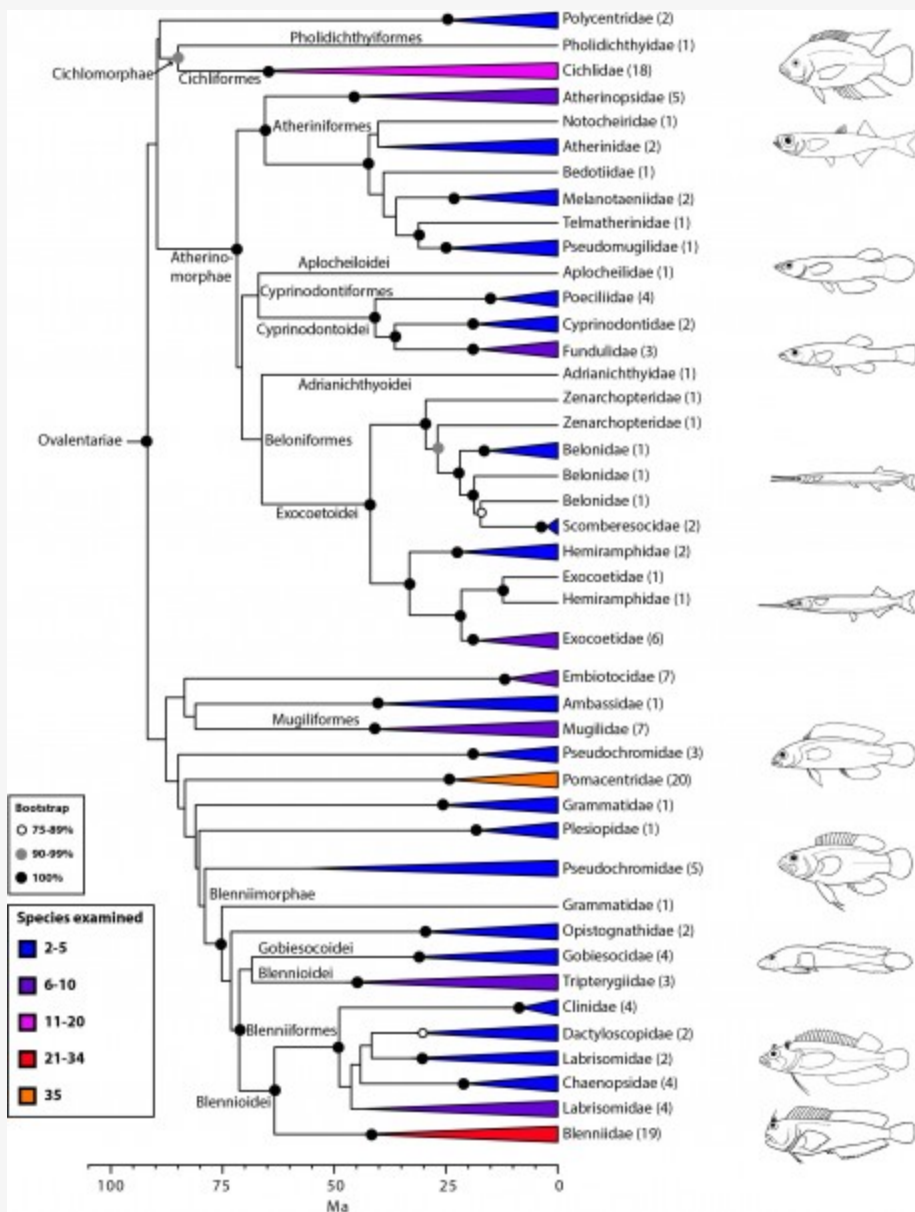 Polycentridae (2)
Pholidichthyiformes
Pholidichthyidae (1)
Cichlomorphae
Cichliformes
Cichlidae (18)
Atherinopsidae (5)
Atheriniformes
Notocheiridae (1)
Atherinidae (2)
Bedotiidae (1)
Melanotaeniidae (2)
Telmatherinidae (1)
Pseudomugilidae (1)
Atherino-
morphae
Aplocheiloidei
Aplocheilidae (1)
Cyprinodontiformes
Poeciliidae (4)
Cyprinodontoidei
Cyprinodontidae (2)
Fundulidae (3)
Adrianichthyidae (1)
Adrianichthyoidei
Zenarchopteridae (1)
Zenarchopteridae (1)
Ovalentariae
Beloniformes
Belonidae (1)
Belonidae (1)
Belonidae (1)
Exocoetoidei
Scomberesocidae (2)
Hemiramphidae (2)
Exocoetidae (1)
Hemiramphidae (1)
Exocoetidae (6)
Embiotocidae (7)
Ambassidae (1)
Mugiliformes
Mugilidae (7)
Pseudochromidae (3)
Pomacentridae (20)
Grammatidae (1)
Plesiopidae (1)
Pseudochromidae (5)
Blenniimorphae
Grammatidae (1)
Opistognathidae (2)
Gobiesocoidei
Gobiesocidae (4)
Blennioidei
Tripterygiidae (3)
Clinidae (4)
Blenniiformes
Dactyloscopidae (2)
Labrisomidae (2)
Chaenopsidae (4)
Blennioidei
Labrisomidae (4)
Blenniidae (19)
Bootstrap
75-89%
90-99%
100%
Species examined
2-5
6-10
11-20
21-34
35
100 75 50 25 0
Ma